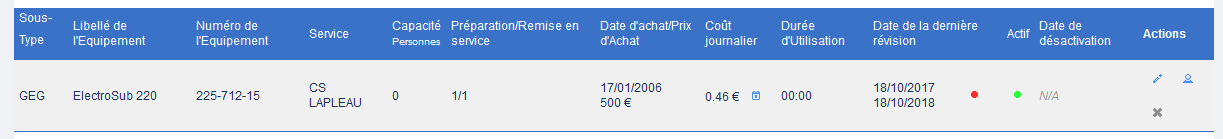 Sous-Type Libellé de l'Equipement Numéro de l'Equipement Service Capacité Personnes Préparation/Remise en service Date d'achat/Prix d'Achat Coût journalier Durée d'Utilisation Date de la dernière révision Actif Date de désactivation Actions
GEG ElectroSub 220 225-712-15 CS LAPLEAU 0 1/1 17/01/2006 500 € 0.46 € 00:00 18/10/2017 18/10/2018 N/A